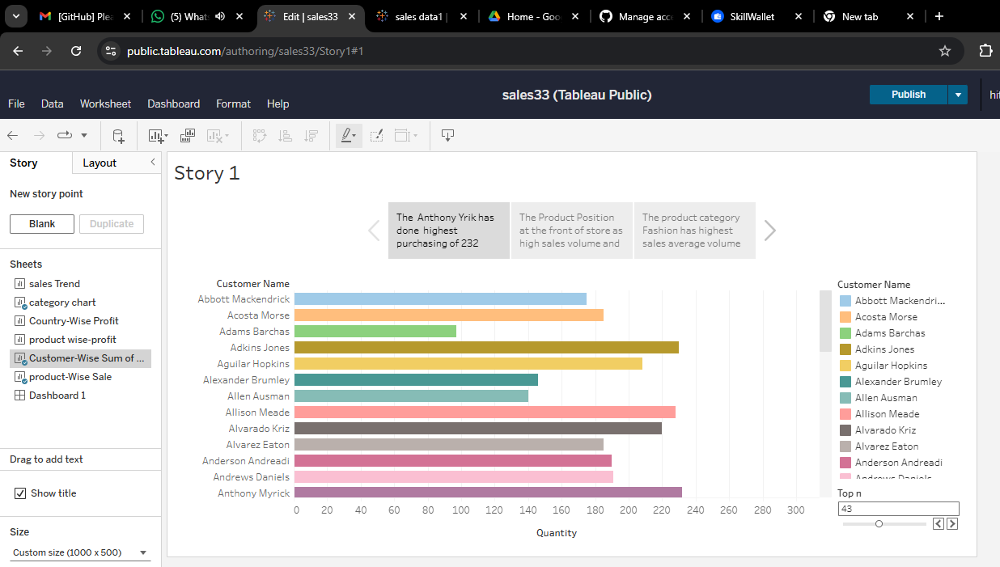 [GitHub] Plea
(5) Whats
Edit | sales33
sales data1 |
Home - Goo
Manage acc
SkillWallet
New tab
public.tableau.com/authoring/sales33/Story1#1
File Data Worksheet Dashboard Format Help
sales33 (Tableau Public)
Publish
hit
Story Layout
New story point
Blank Duplicate
Sheets
sales Trend
category chart
Country-Wise Profit
product wise-profit
Customer-Wise Sum of ...
product-Wise Sale
Dashboard 1
Drag to add text
Show title
Size
Custom size (1000 x 500)
Story 1
The Anthony Yrik has
done highest
purchasing of 232
The Product Position
at the front of store as
high sales volume and
The product category
Fashion has highest
sales average volume
Customer Name
Abbott Mackendrick
Acosta Morse
Adams Barchas
Adkins Jones
Aguilar Hopkins
Alexander Brumley
Allen Ausman
Allison Meade
Alvarado Kriz
Alvarez Eaton
Anderson Andreadi
Andrews Daniels
Anthony Myrick
0 20 40 60 80 100 120 140 160 180 200 220 240 260 280 300
Quantity
Customer Name
Abbott Mackendri...
Acosta Morse
Adams Barchas
Adkins Jones
Aguilar Hopkins
Alexander Brumley
Allen Ausman
Allison Meade
Alvarado Kriz
Alvarez Eaton
Anderson Andreadi
Andrews Daniels
Top n
43